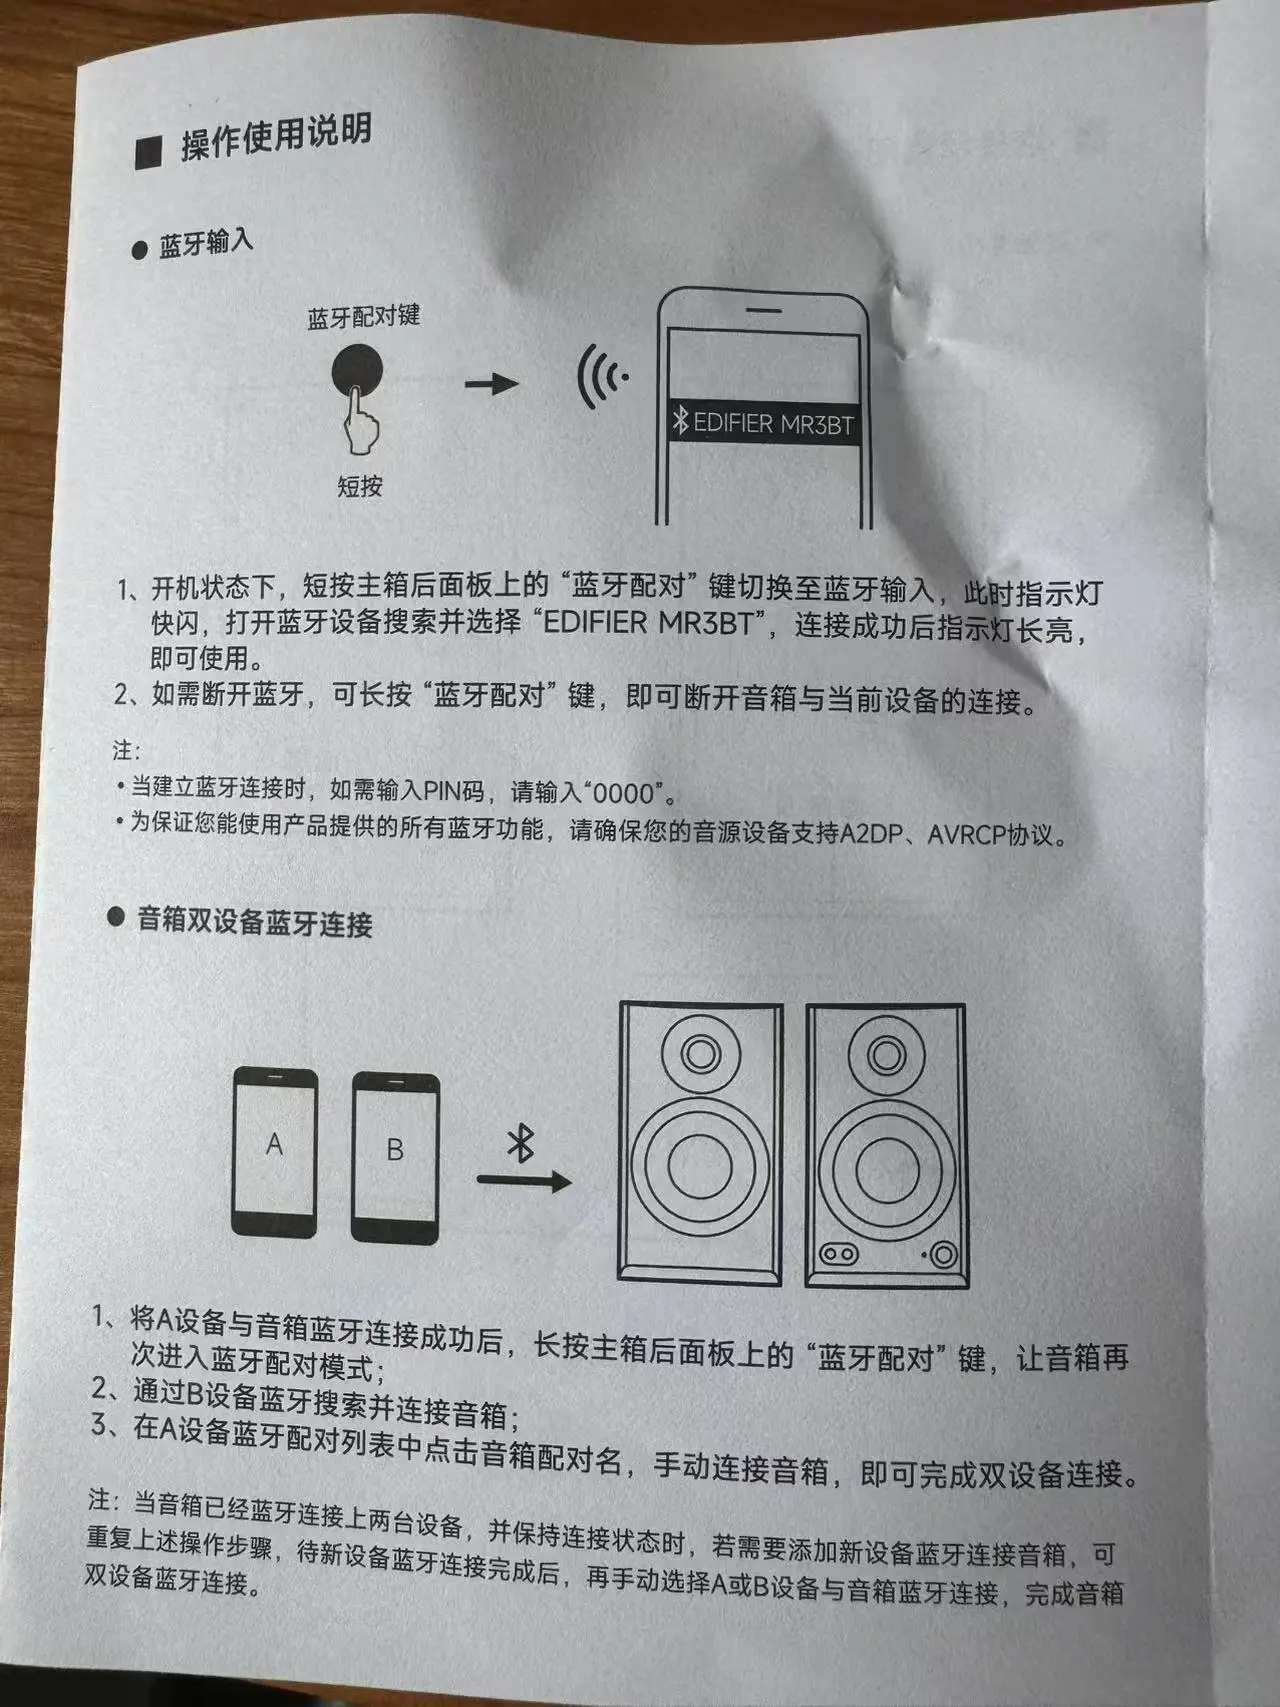 ■ 操作使用说明
● 蓝牙输入
蓝牙配对键
短按
EDIFIER MR3BT
1、开机状态下，短按主箱后面板上的“蓝牙配对”键切换至蓝牙输入，此时指示灯
快闪，打开蓝牙设备搜索并选择“EDIFIER MR3BT”，连接成功后指示灯长亮，
即可使用。
2、如需断开蓝牙，可长按“蓝牙配对”键，即可断开音箱与当前设备的连接。
注：
•当建立蓝牙连接时，如需输入PIN码，请输入“0000”。
•为保证您能使用产品提供的所有蓝牙功能，请确保您的音源设备支持A2DP、AVRCP协议。
● 音箱双设备蓝牙连接
A
B
1、将A设备与音箱蓝牙连接成功后，长按主箱后面板上的“蓝牙配对”键，让音箱再
次进入蓝牙配对模式；
2、通过B设备蓝牙搜索并连接音箱；
3、在A设备蓝牙配对列表中点击音箱配对名，手动连接音箱，即可完成双设备连接。
注：当音箱已经蓝牙连接上两台设备，并保持连接状态时，若需要添加新设备蓝牙连接音箱，可
重复上述操作步骤，待新设备蓝牙连接完成后，再手动选择A或B设备与音箱蓝牙连接，完成音箱
双设备蓝牙连接。